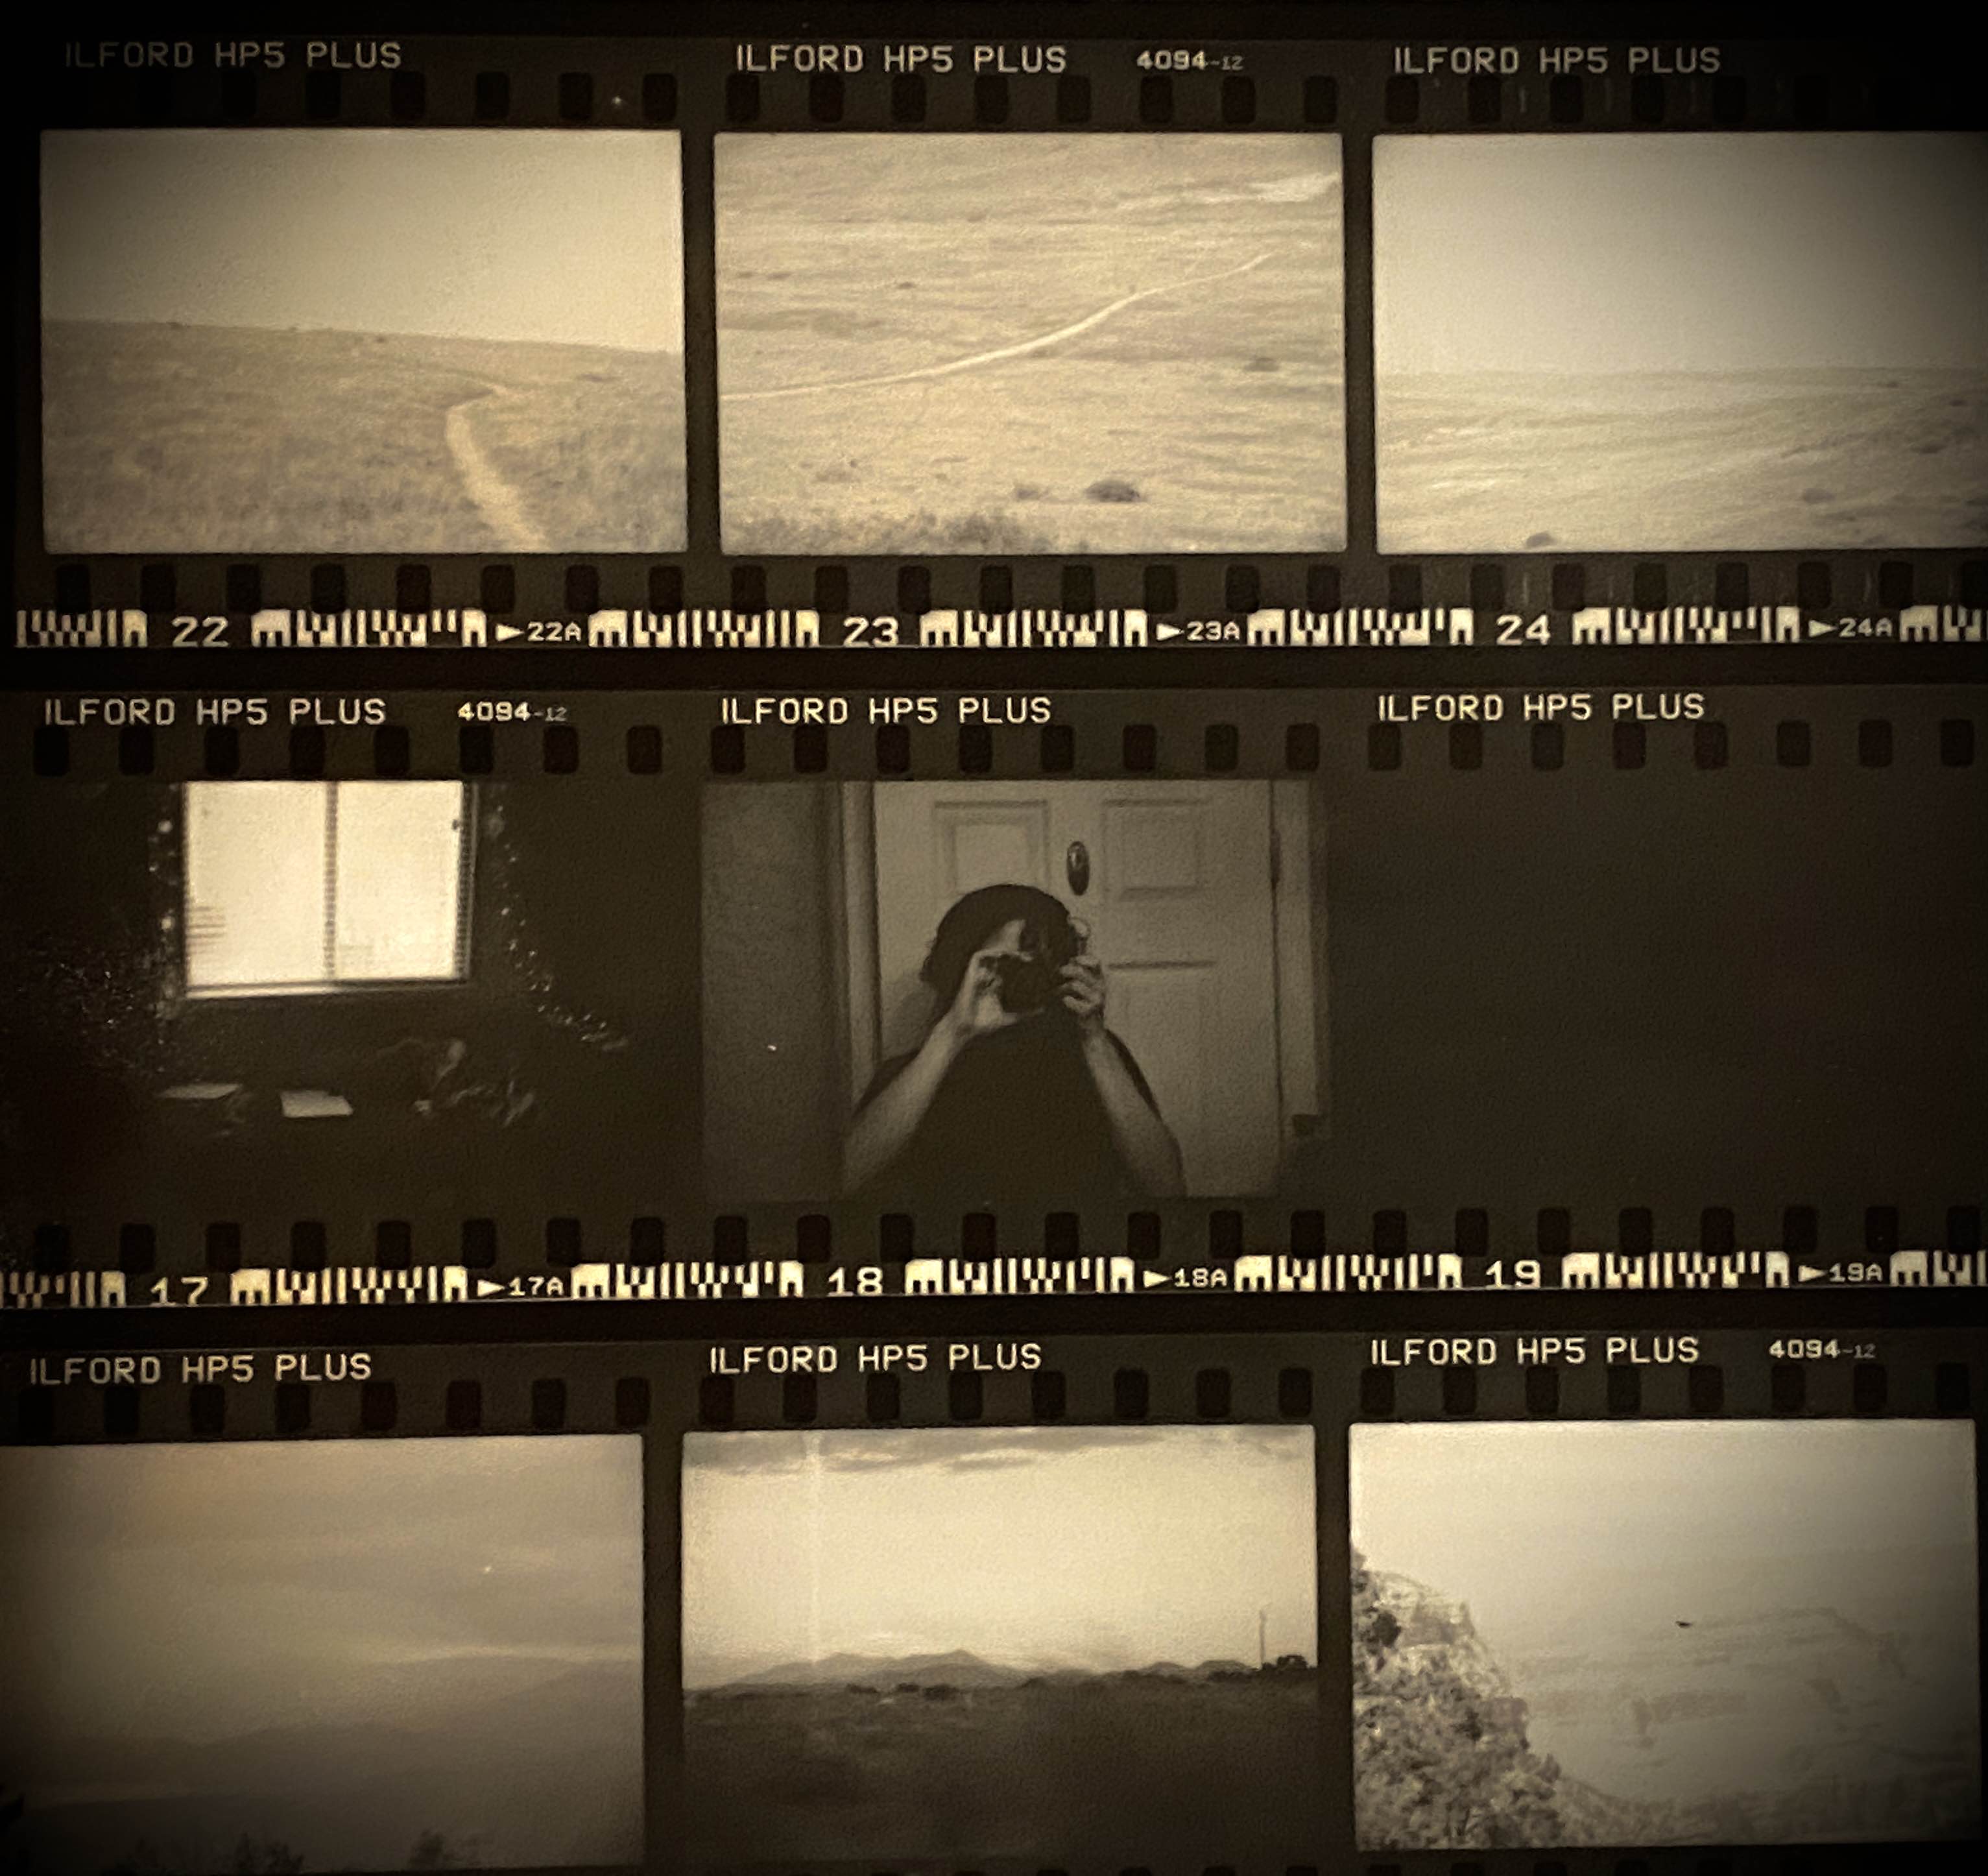 ILFORD HP5 PLUS ILFORD HP5 PLUS 4094-12 ILFORD HP5 PLUS
22 ▶22A 23 ▶23A 24 ▶24A
ILFORD HP5 PLUS 4094-12 ILFORD HP5 PLUS ILFORD HP5 PLUS
17 ▶17A 18 ▶18A 19 ▶19A
ILFORD HP5 PLUS ILFORD HP5 PLUS ILFORD HP5 PLUS 4094-12